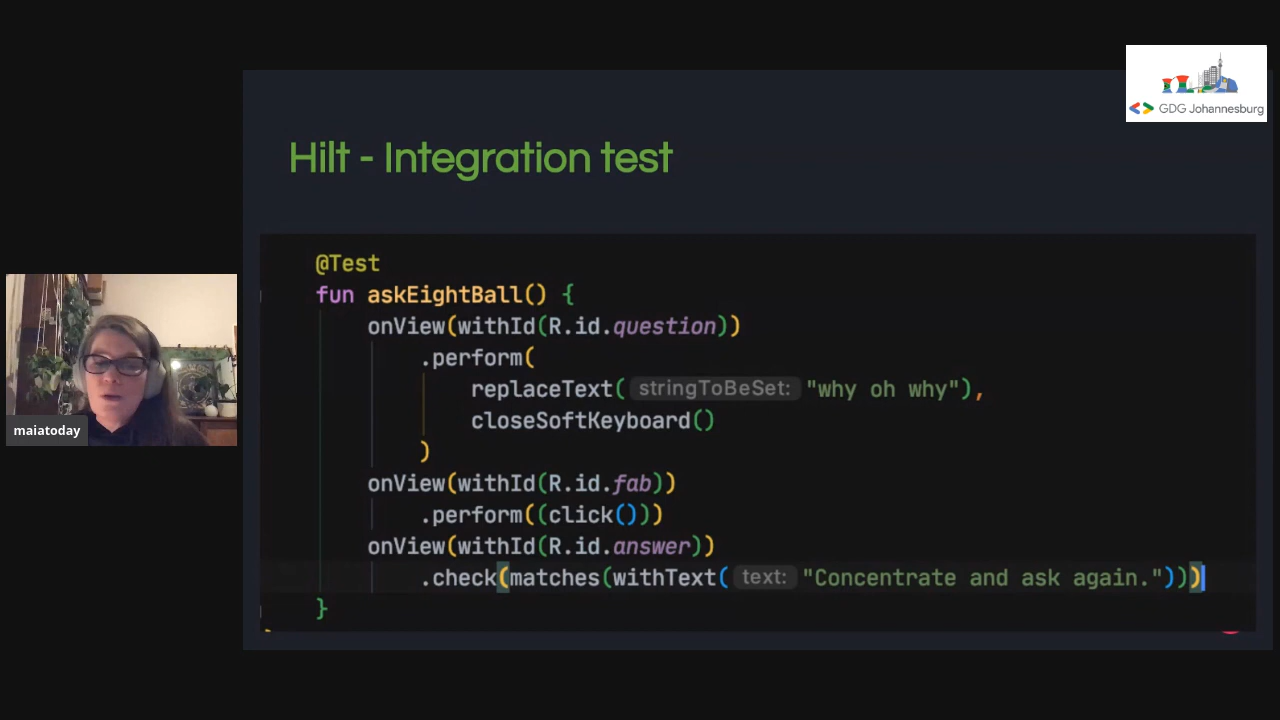 GDG Johannesburg
Hilt - Integration test
@Test
fun askEightBall() {
onView(withId(R.id.question))
.perform(
replaceText( stringToBeSet: "why oh why"),
closeSoftKeyboard()
)
onView(withId(R.id.fab))
.perform((click()))
onView(withId(R.id.answer))
.check(matches(withText( text: "Concentrate and ask again.")))
}
maiatoday